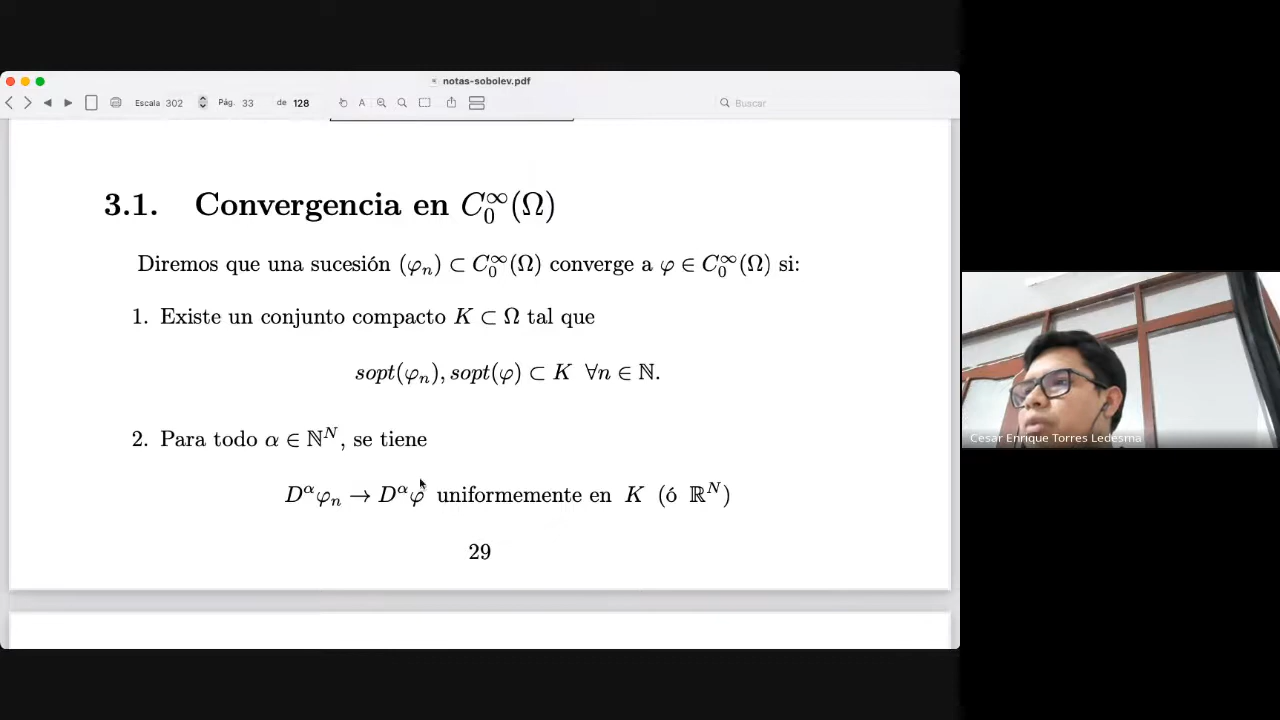 notas-sobolev.pdf
Escala 302 Pág. 33 de 128 A Buscar
3.1. Convergencia en $C_0^\infty(\Omega)$
Diremos que una sucesión $(\varphi_n) \subset C_0^\infty(\Omega)$ converge a $\varphi \in C_0^\infty(\Omega)$ si:
1. Existe un conjunto compacto $K \subset \Omega$ tal que
$sopt(\varphi_n), sopt(\varphi) \subset K \ \forall n \in \mathbb{N}.$
2. Para todo $\alpha \in \mathbb{N}^N$, se tiene
$D^\alpha \varphi_n \to D^\alpha \varphi$ uniformemente en $K$ (ó $\mathbb{R}^N$)
29
Cesar Enrique Torres Ledesma